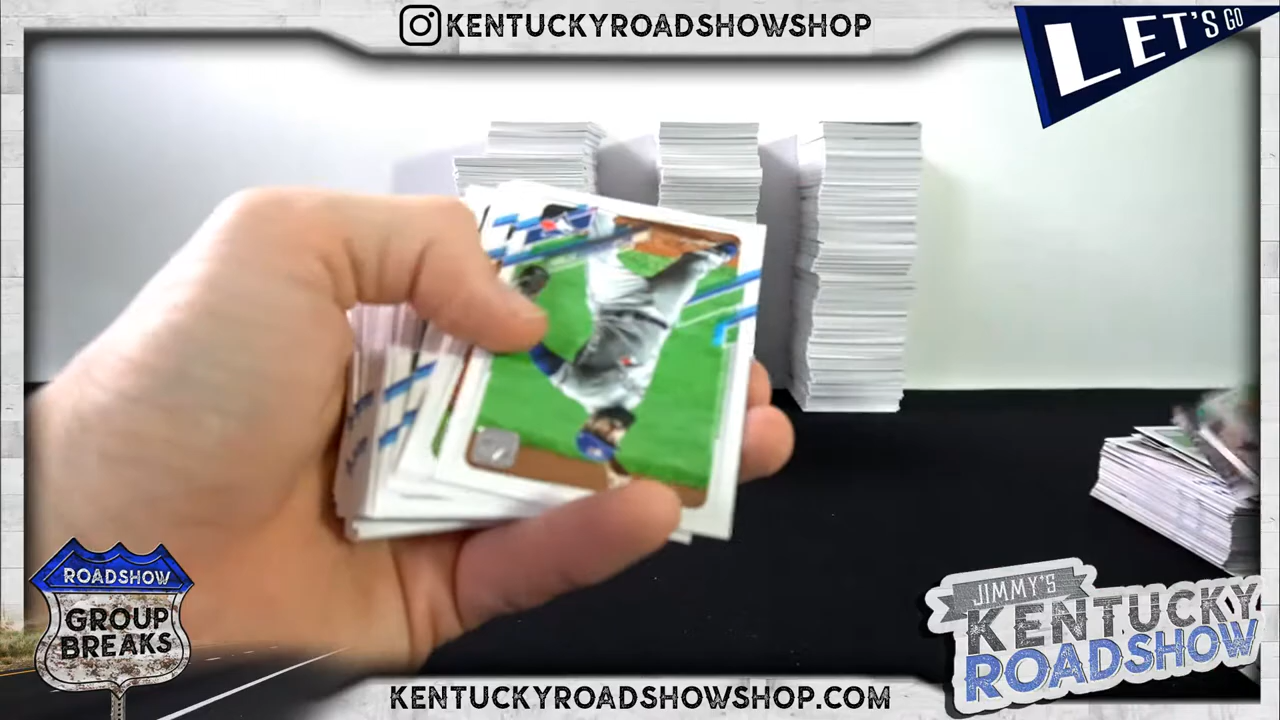 KENTUCKYROADSHOWSHOP
LET'S GO
ROADSHOW
GROUP
BREAKS
JIMMY'S
KENTUCKY
ROADSHOW
KENTUCKYROADSHOWSHOP.COM